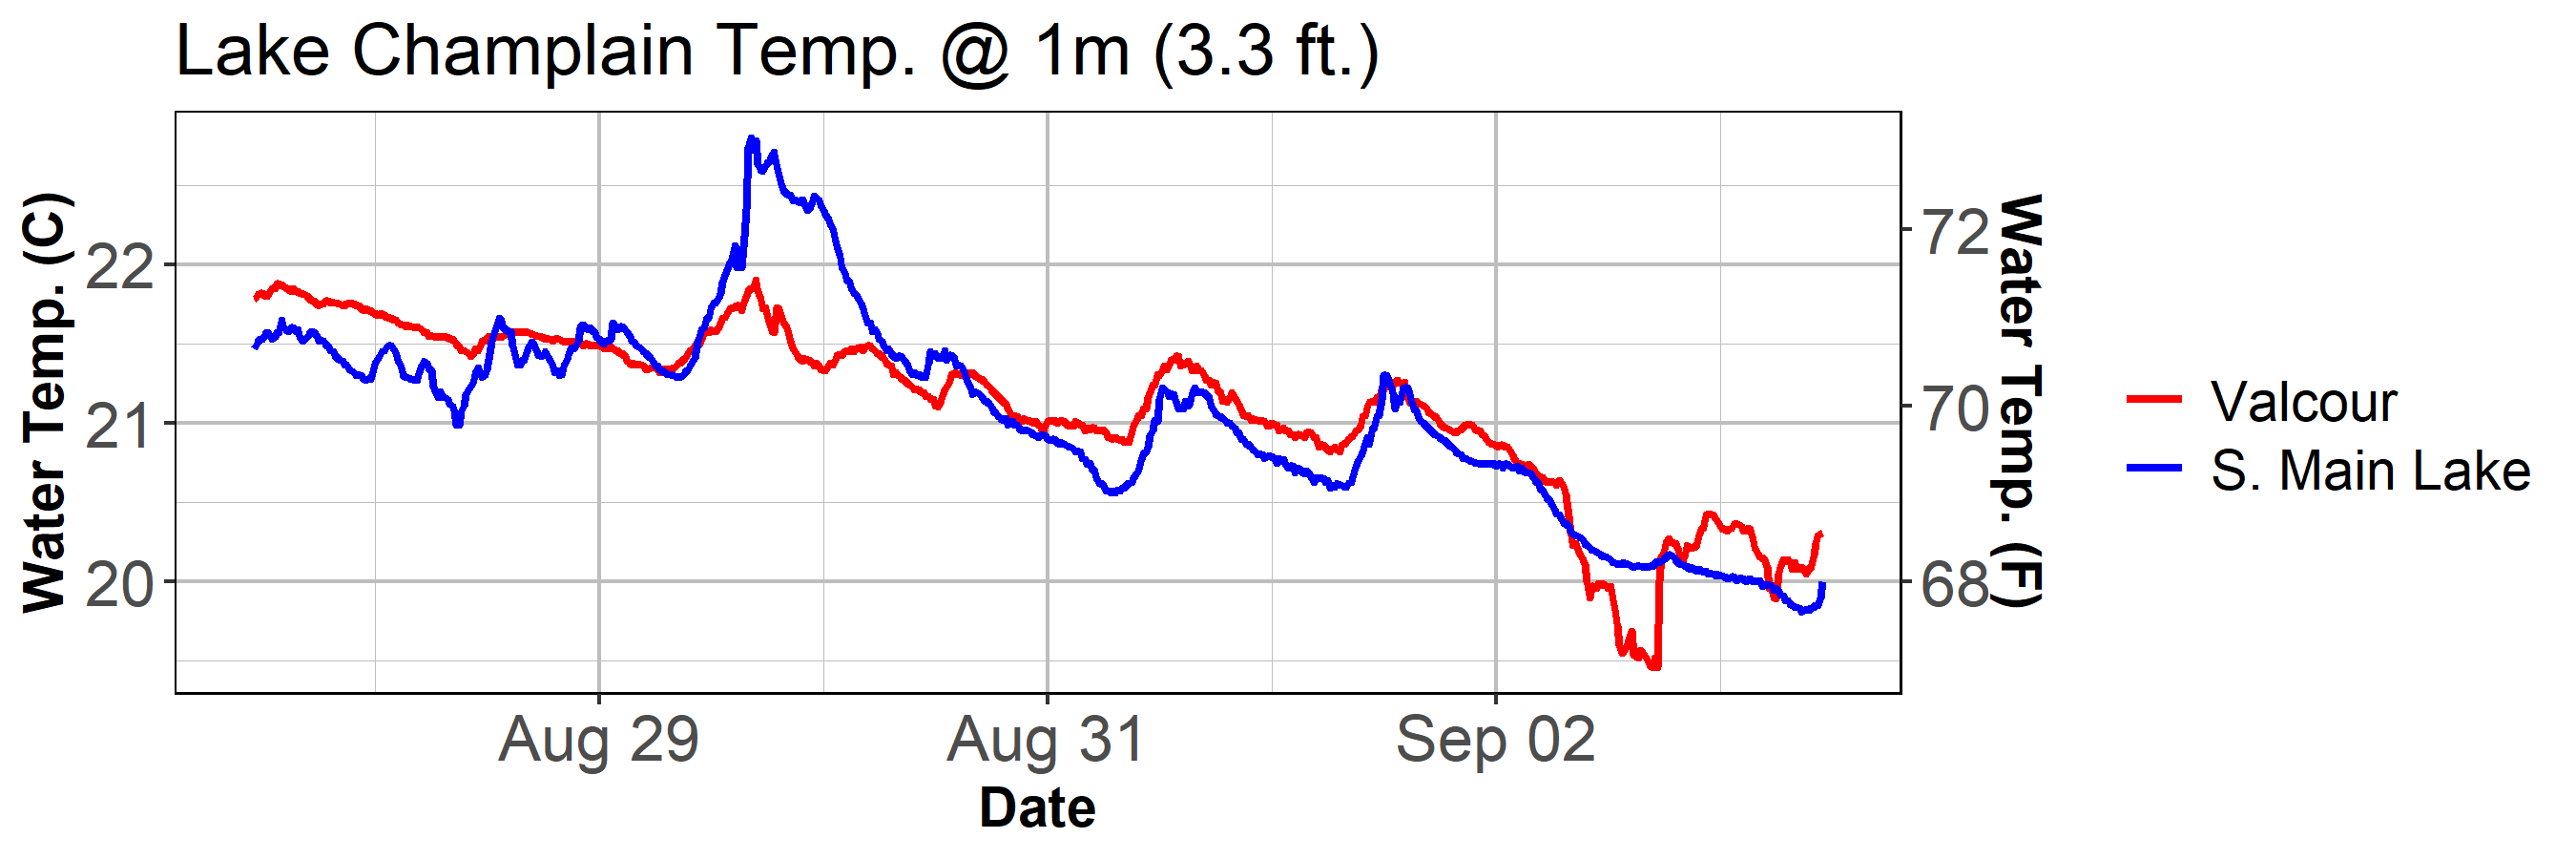 Lake Champlain Temp. @ 1m (3.3 ft.)
Water Temp. (C)
22
21
20
72
70
68
Water Temp. (F)
Aug 29
Aug 31
Sep 02
Date
Valcour
S. Main Lake